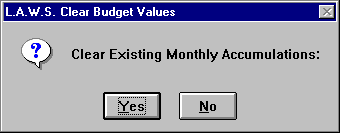 L.A.W.S. Clear Budget Values
?
Clear Existing Monthly Accumulations:
Yes No